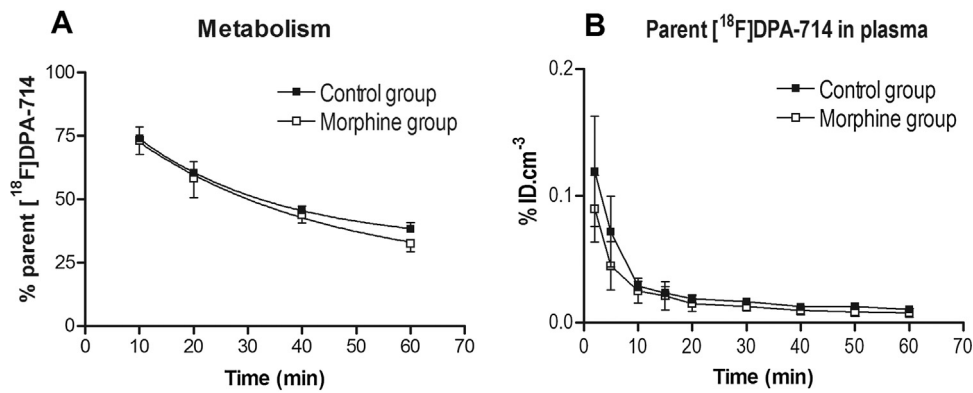 A
Metabolism
% parent [¹⁸F]DPA-714
100
75
50
25
0
Control group
Morphine group
0 10 20 30 40 50 60 70
Time (min)
B
Parent [¹⁸F]DPA-714 in plasma
% ID.cm⁻³
0.2
0.1
0.0
Control group
Morphine group
0 10 20 30 40 50 60 70
Time (min)